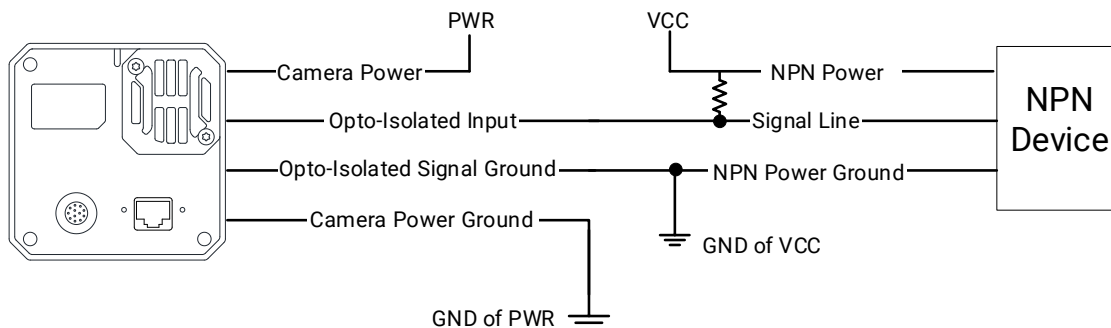 PWR
VCC
Camera Power
NPN Power
Opto-Isolated Input
Signal Line
NPN
Device
Opto-Isolated Signal Ground
NPN Power Ground
Camera Power Ground
GND of VCC
GND of PWR